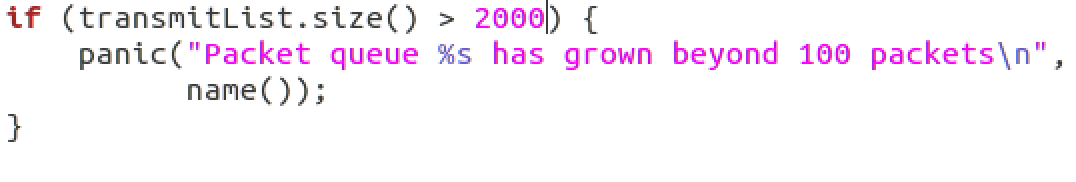 if (transmitList.size() > 2000) {
    panic("Packet queue %s has grown beyond 100 packets\n",
          name());
}